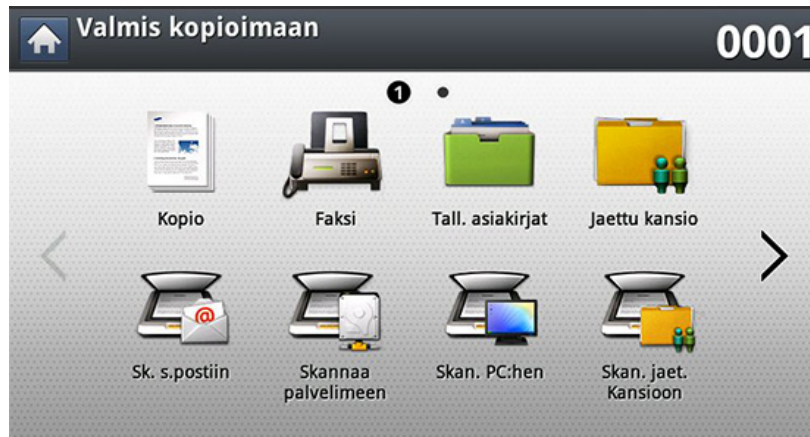 Valmis kopioimaan
0001
1
Kopio
Faksi
Tall. asiakirjat
Jaettu kansio
Sk. s.postiin
Skannaa
palvelimeen
Skan. PC:hen
Skan. jaet.
Kansioon
@